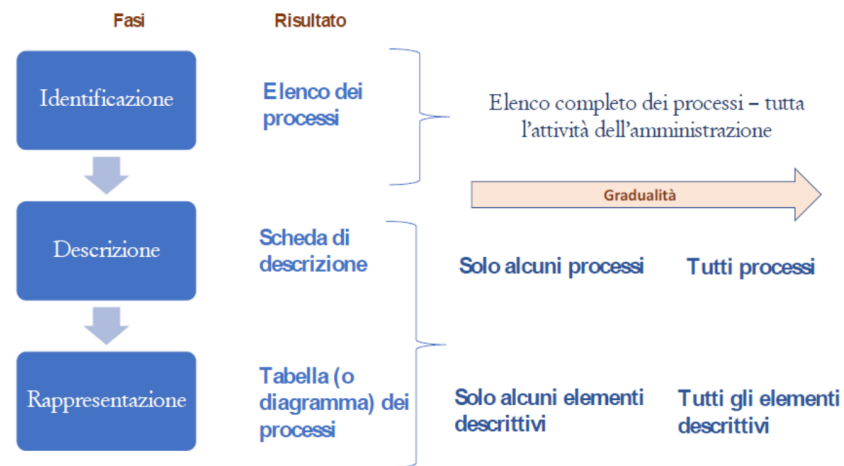 Fasi
Risultato
Identificazione
Elenco dei
processi
Elenco completo dei processi – tutta
l'attività dell'amministrazione
Gradualità
Descrizione
Scheda di
descrizione
Solo alcuni processi
Tutti processi
Rappresentazione
Tabella (o
diagramma) dei
processi
Solo alcuni elementi
descrittivi
Tutti gli elementi
descrittivi